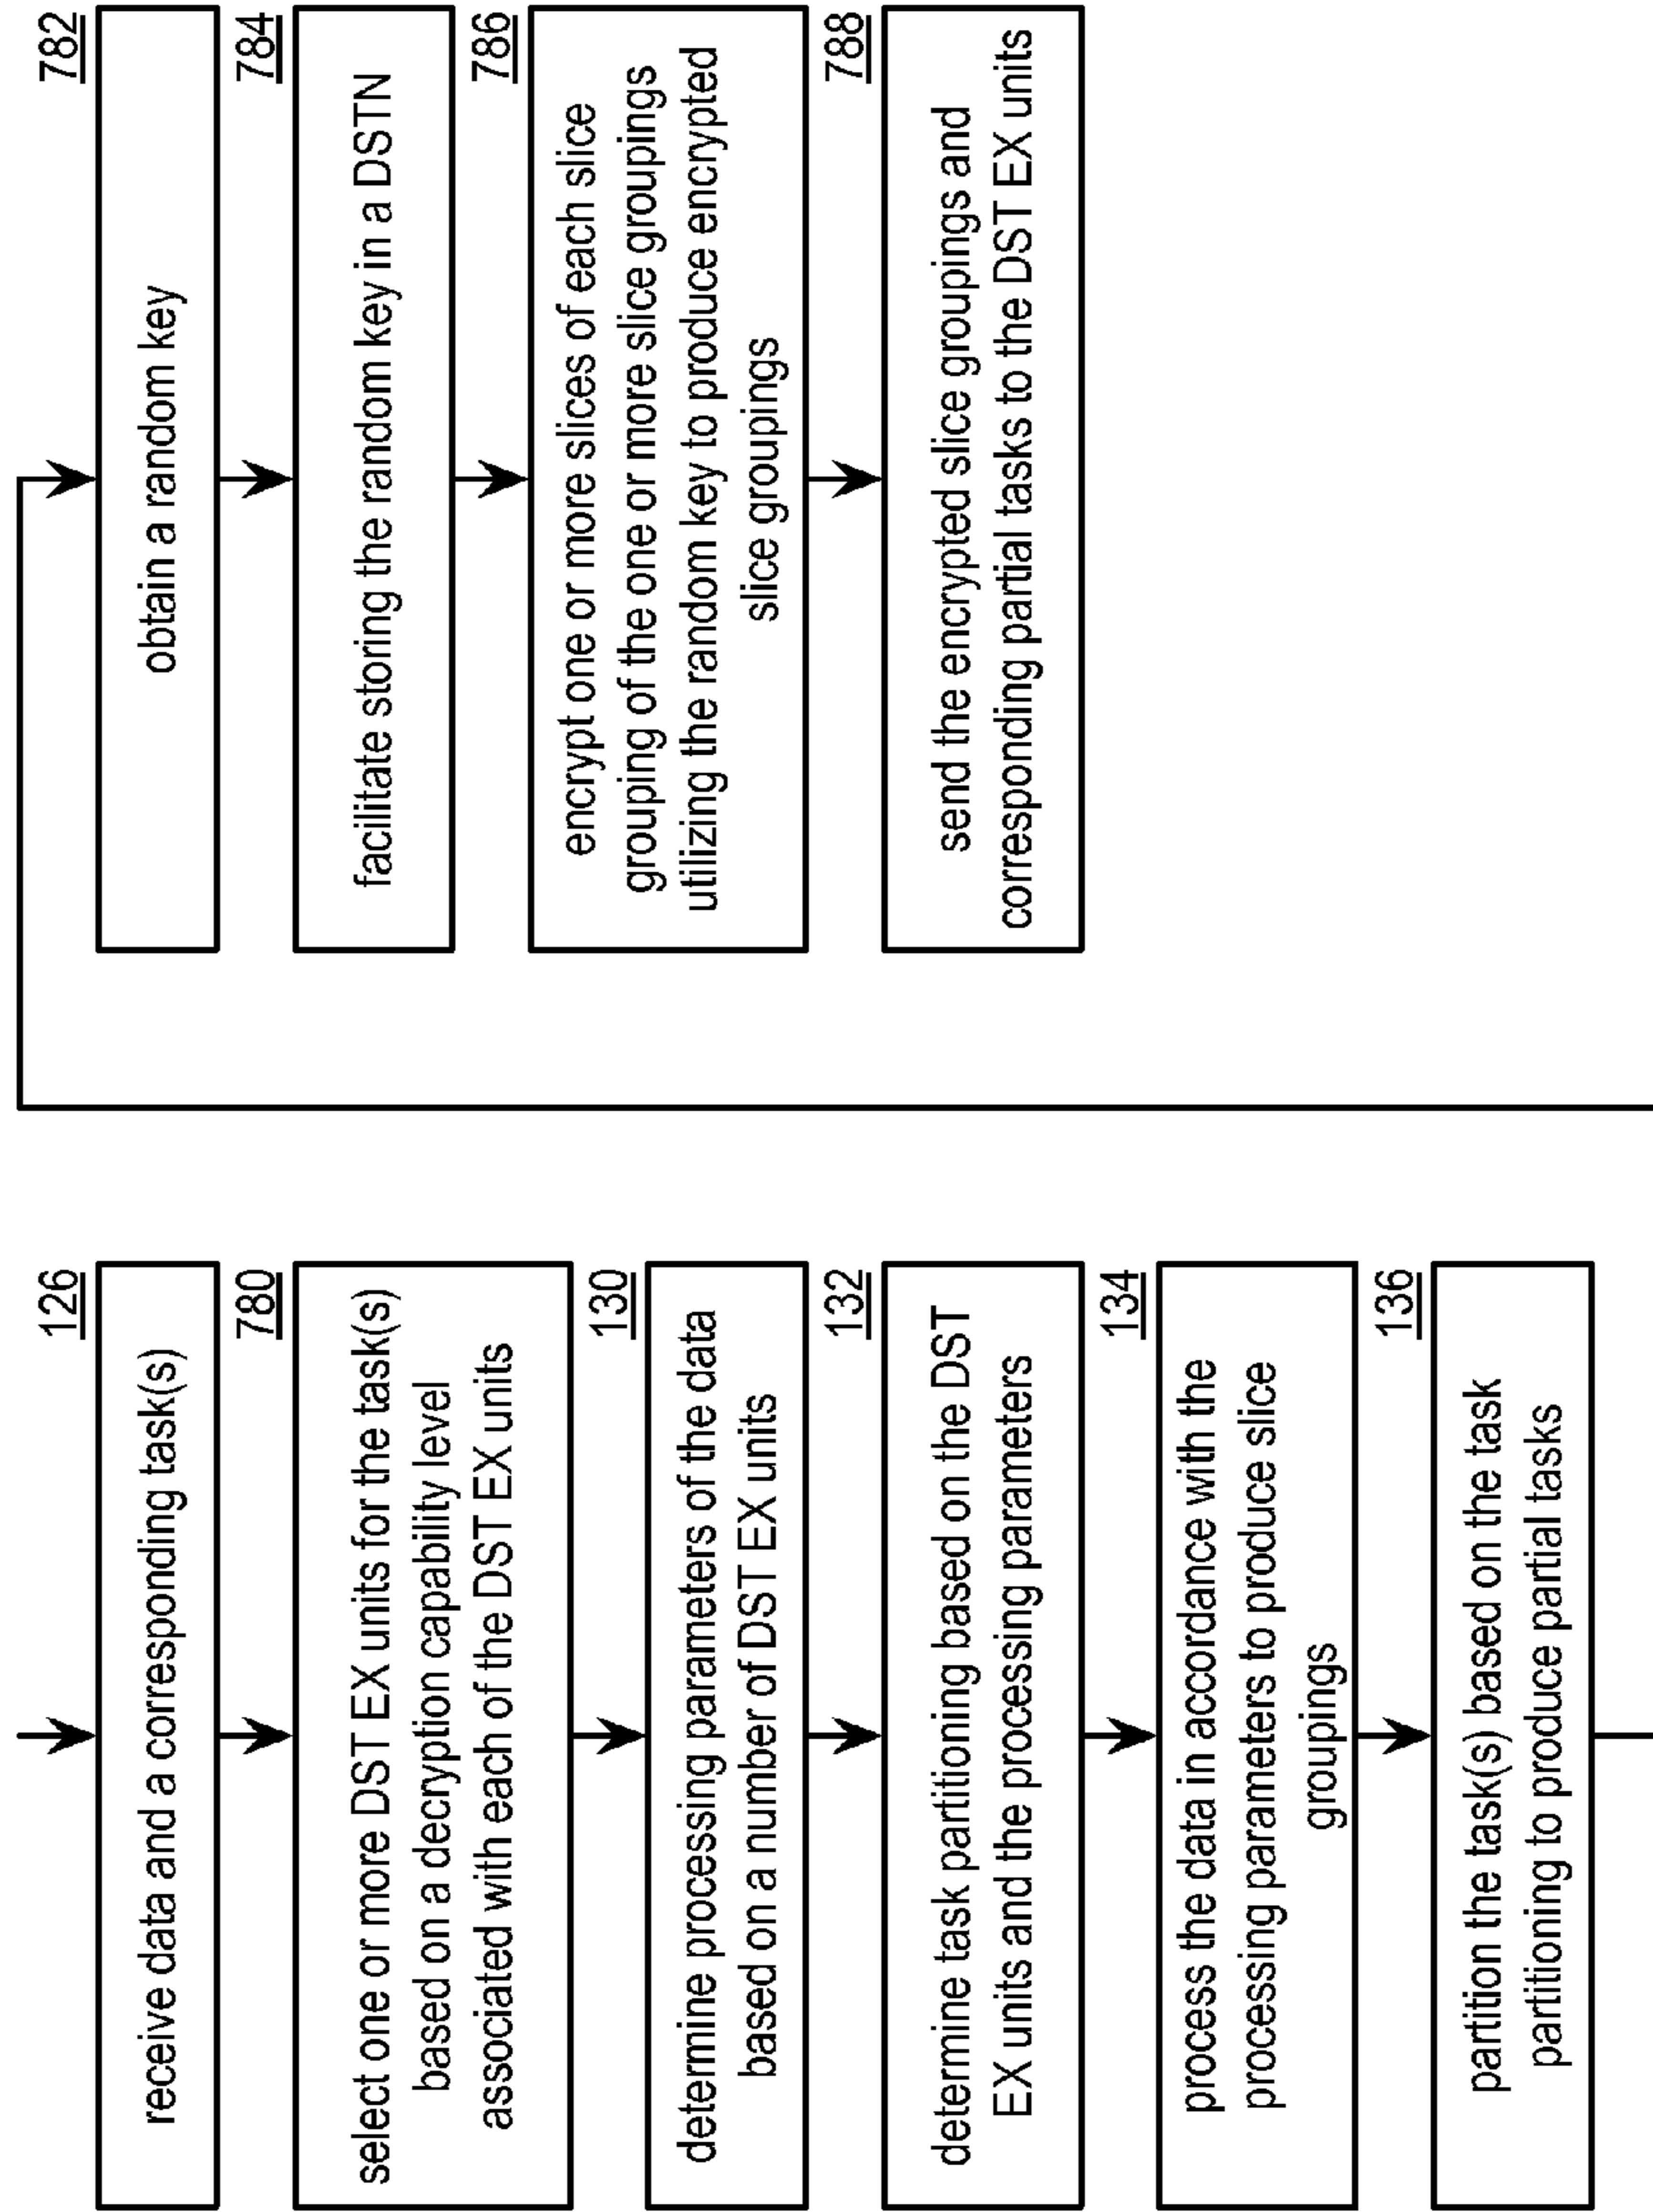 126
receive data and a corresponding task(s)
780
select one or more DST EX units for the task(s)
based on a decryption capability level
associated with each of the DST EX units
130
determine processing parameters of the data
based on a number of DST EX units
132
determine task partitioning based on the DST
EX units and the processing parameters
134
process the data in accordance with the
processing parameters to produce slice
groupings
136
partition the task(s) based on the task
partitioning to produce partial tasks
782
obtain a random key
784
facilitate storing the random key in a DSTN
786
encrypt one or more slices of each slice
grouping of the one or more slice groupings
utilizing the random key to produce encrypted
slice groupings
788
send the encrypted slice groupings and
corresponding partial tasks to the DST EX units